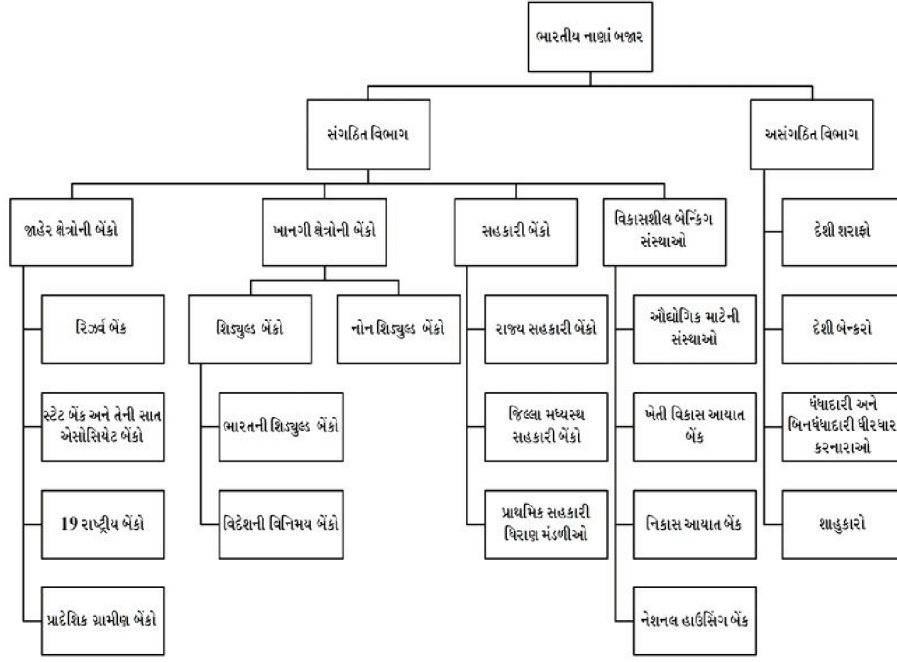 ભારતીય નાણાં બજાર
સંગઠિત વિભાગ
અસંગઠિત વિભાગ
જાહેર ક્ષેત્રોની બેંકો
ખાનગી ક્ષેત્રોની બેંકો
સહકારી બેંકો
વિકાસશીલ બેન્કિંગ
સંસ્થાઓ
દેશી શરાફો
રિઝર્વ બેંક
શિડ્યુલ્ડ બેંકો
નોન શિડ્યુલ્ડ બેંકો
રાજ્ય સહકારી બેંકો
ઔદ્યોગિક માટેની
સંસ્થાઓ
દેશી બેન્કરો
સ્ટેટ બેંક અને તેની સાત
એસોસિયેટ બેંકો
ભારતની શિડ્યુલ્ડ બેંકો
જિલ્લા મધ્યસ્થ
સહકારી બેંકો
ખેતી વિકાસ આયાત
બેંક
ધંધાદારી અને
બિનધંધાદારી ધીરધાર
કરનારાઓ
19 રાષ્ટ્રીય બેંકો
વિદેશની વિનિમય બેંકો
પ્રાથમિક સહકારી
ધિરાણ મંડળીઓ
નિકાસ આયાત બેંક
શાહુકારો
પ્રાદેશિક ગ્રામીણ બેંકો
નેશનલ હાઉસિંગ બેંક